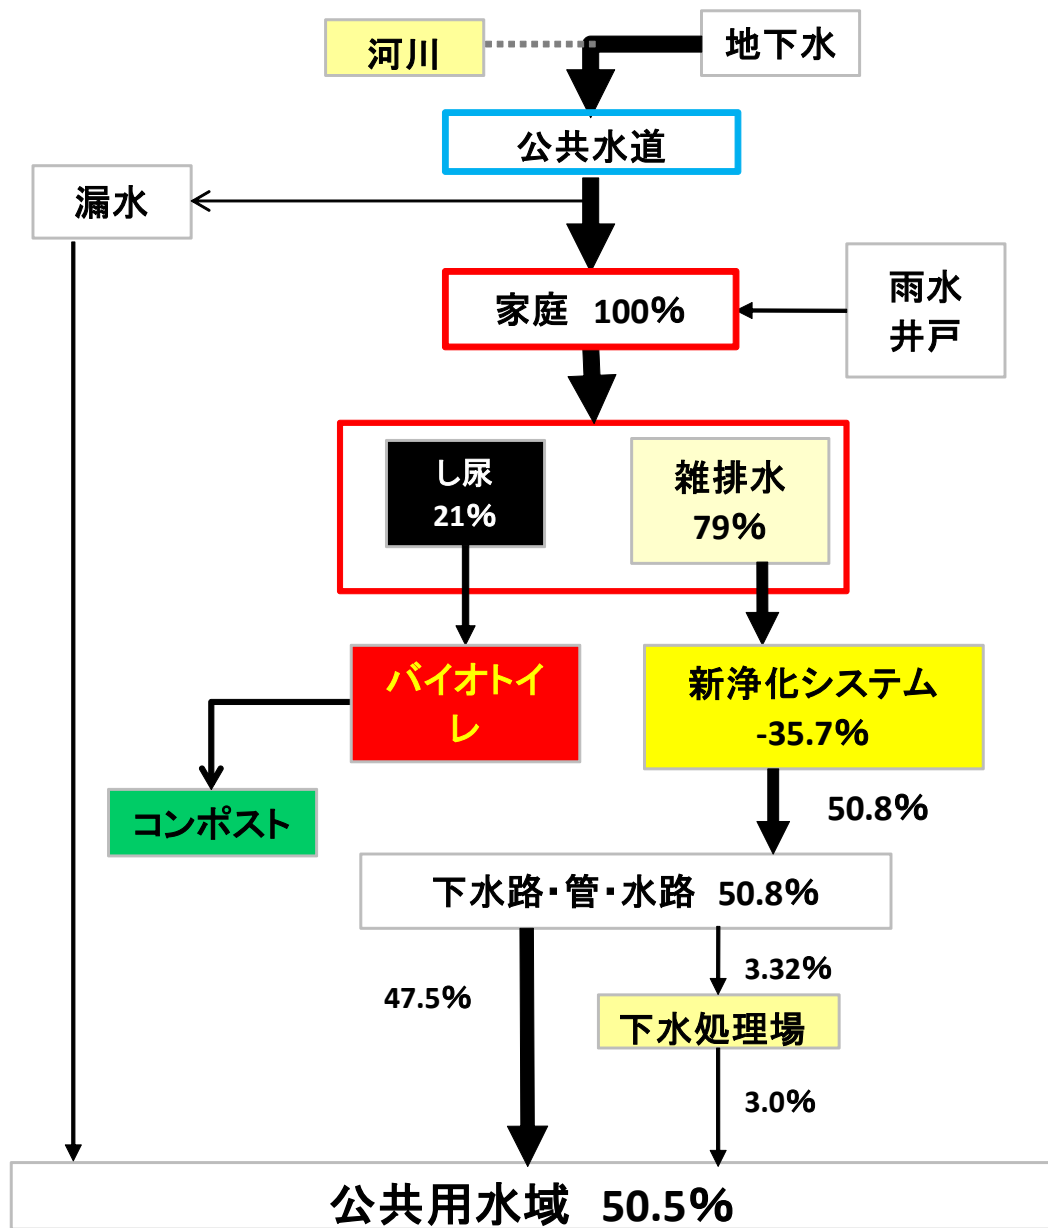 河川
地下水
公共水道
漏水
家庭 100%
雨水
井戸
し尿
21%
雑排水
79%
バイオトイ
レ
新浄化システム
-35.7%
コンポスト
50.8%
下水路・管・水路 50.8%
3.32%
47.5%
下水処理場
3.0%
公共用水域 50.5%